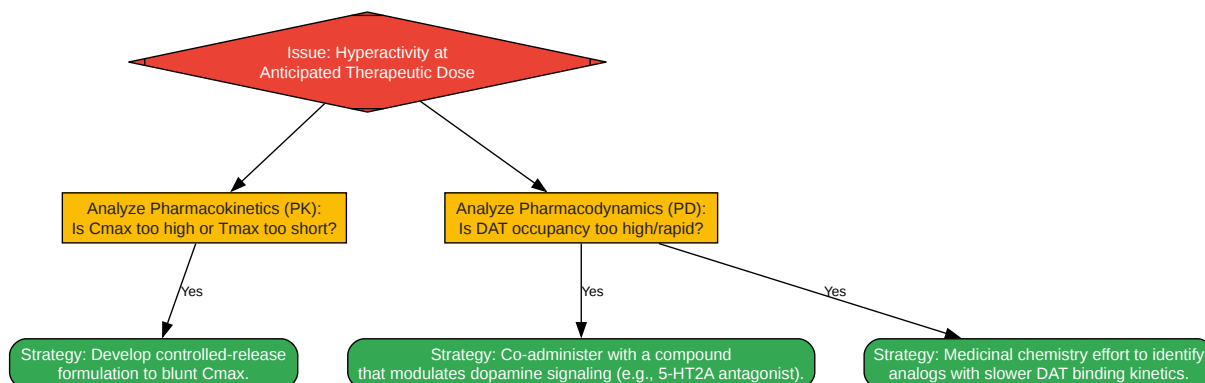 Issue: Hyperactivity at
Anticipated Therapeutic Dose
Analyze Pharmacokinetics (PK):
Is Cmax too high or Tmax too short?
Analyze Pharmacodynamics (PD):
Is DAT occupancy too high/rapid?
Yes
Yes
Yes
Strategy: Develop controlled-release
formulation to blunt Cmax.
Strategy: Co-administer with a compound
that modulates dopamine signaling (e.g., 5-HT2A antagonist).
Strategy: Medicinal chemistry effort to identify
analogs with slower DAT binding kinetics.